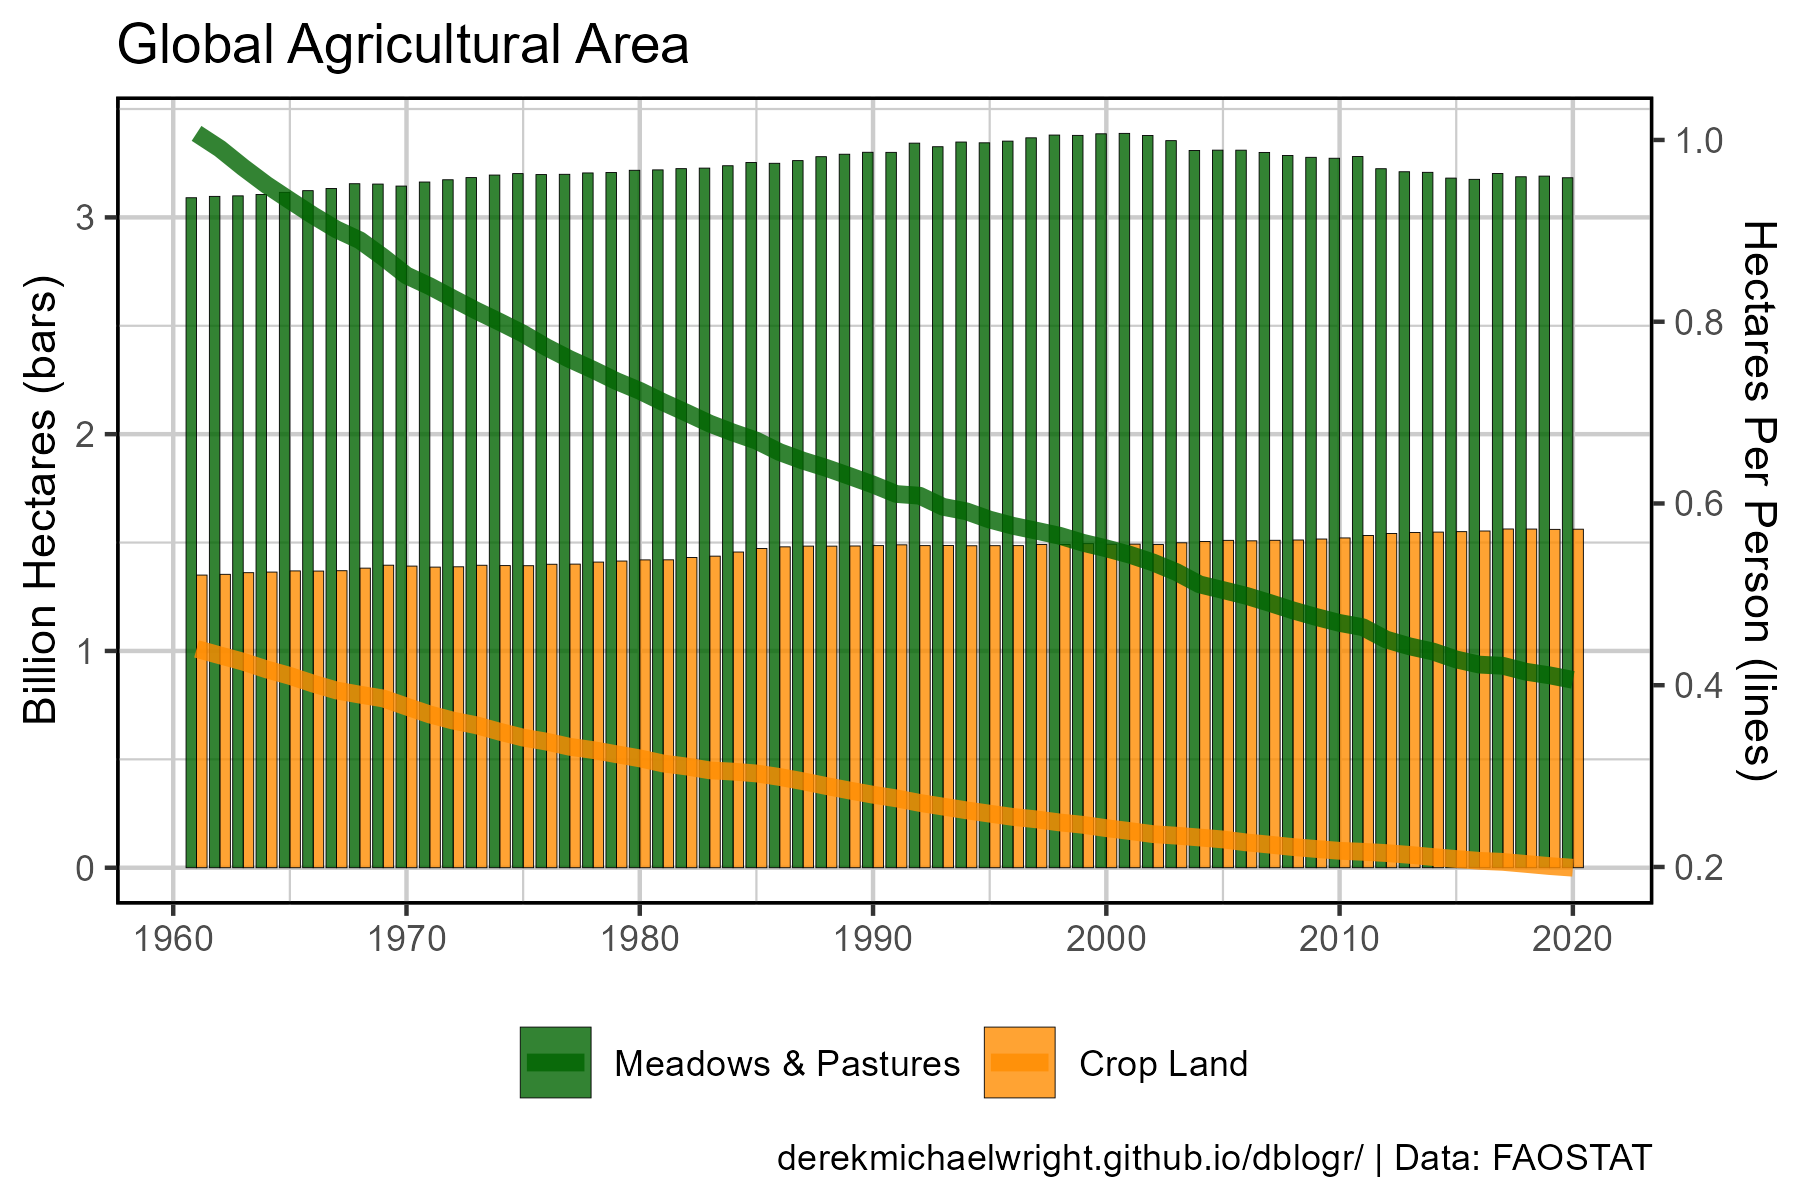 Global Agricultural Area
Billion Hectares (bars)
3
2
1
0
1.0
0.8
0.6
0.4
0.2
Hectares Per Person (lines)
1960 1970 1980 1990 2000 2010 2020
Meadows & Pastures Crop Land
derekmichaelwright.github.io/dblogr/ | Data: FAOSTAT